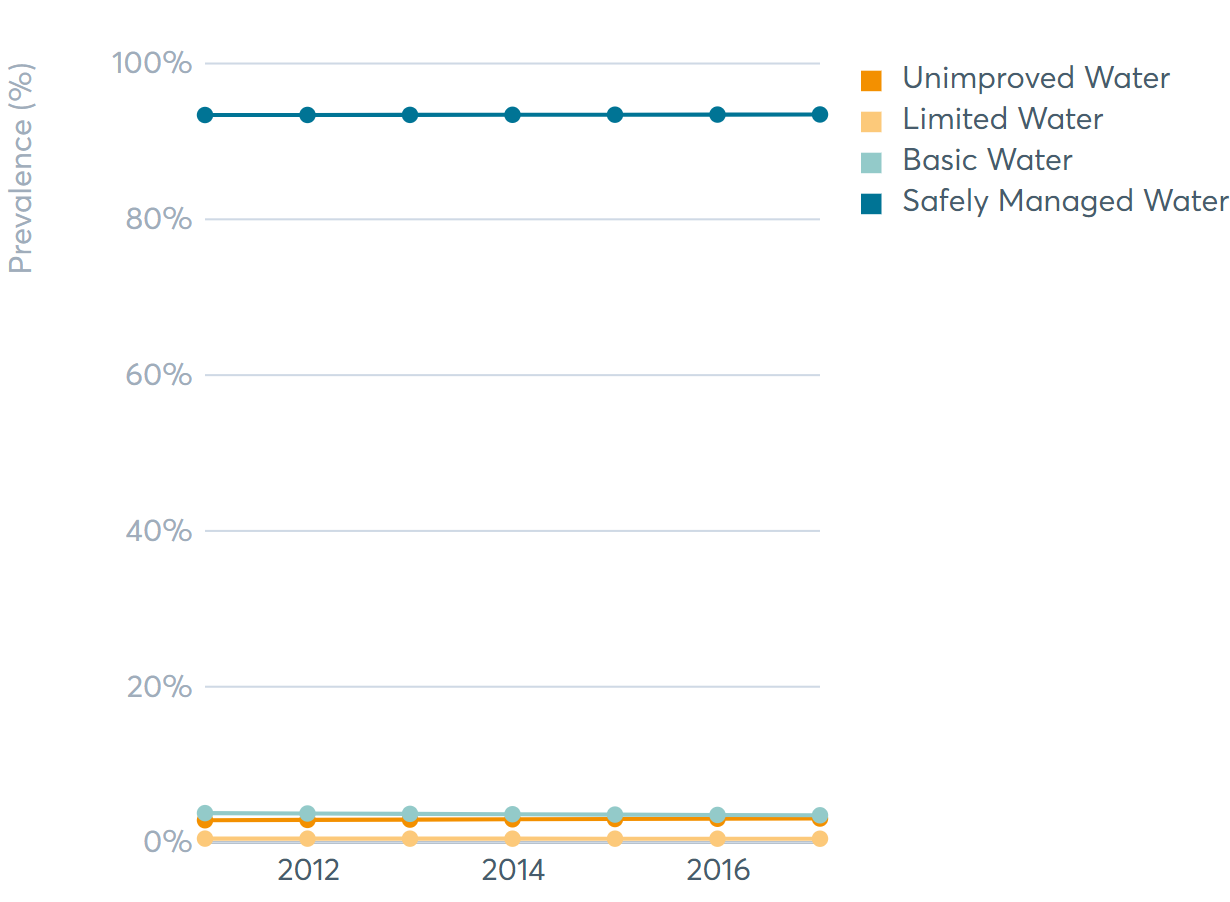 Prevalence (%)
100%
80%
60%
40%
20%
0%
2012
2014
2016
Unimproved Water
Limited Water
Basic Water
Safely Managed Water